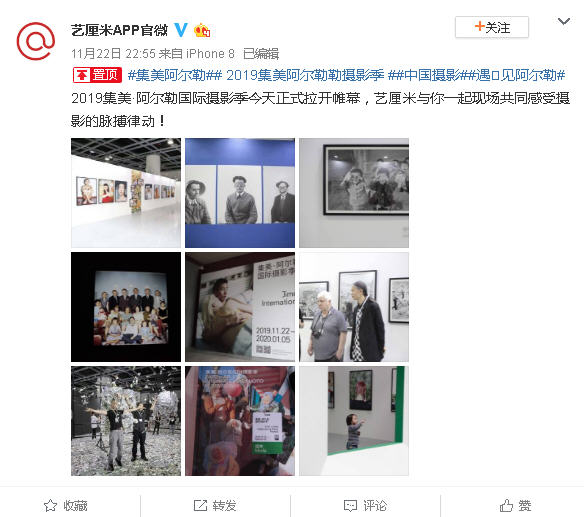 艺厘米APP官微
+关注
11月22日 22:55 来自 iPhone 8 已编辑
置顶 #集美阿尔勒## 2019集美阿尔勒勒摄影季 ##中国摄影##遇见阿尔勒#
2019集美·阿尔勒国际摄影季今天正式拉开帷幕，艺厘米与你一起现场共同感受摄
影的脉捕律动！
集美·阿尔勒
国际摄影季
Jime
International
2019.11.22–
2020.01.05
收藏
转发
评论
赞